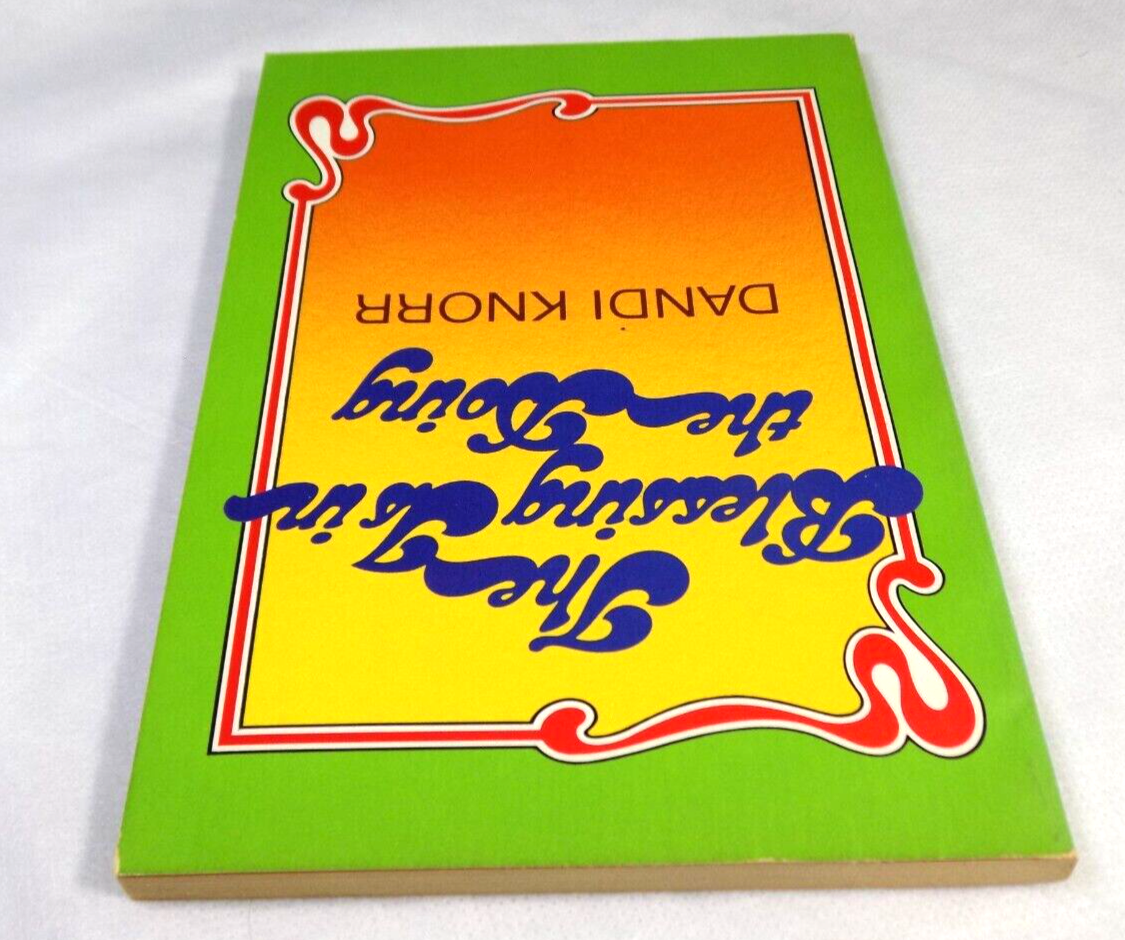 The
Blessing Is in
the Doing
DANDI KNORR